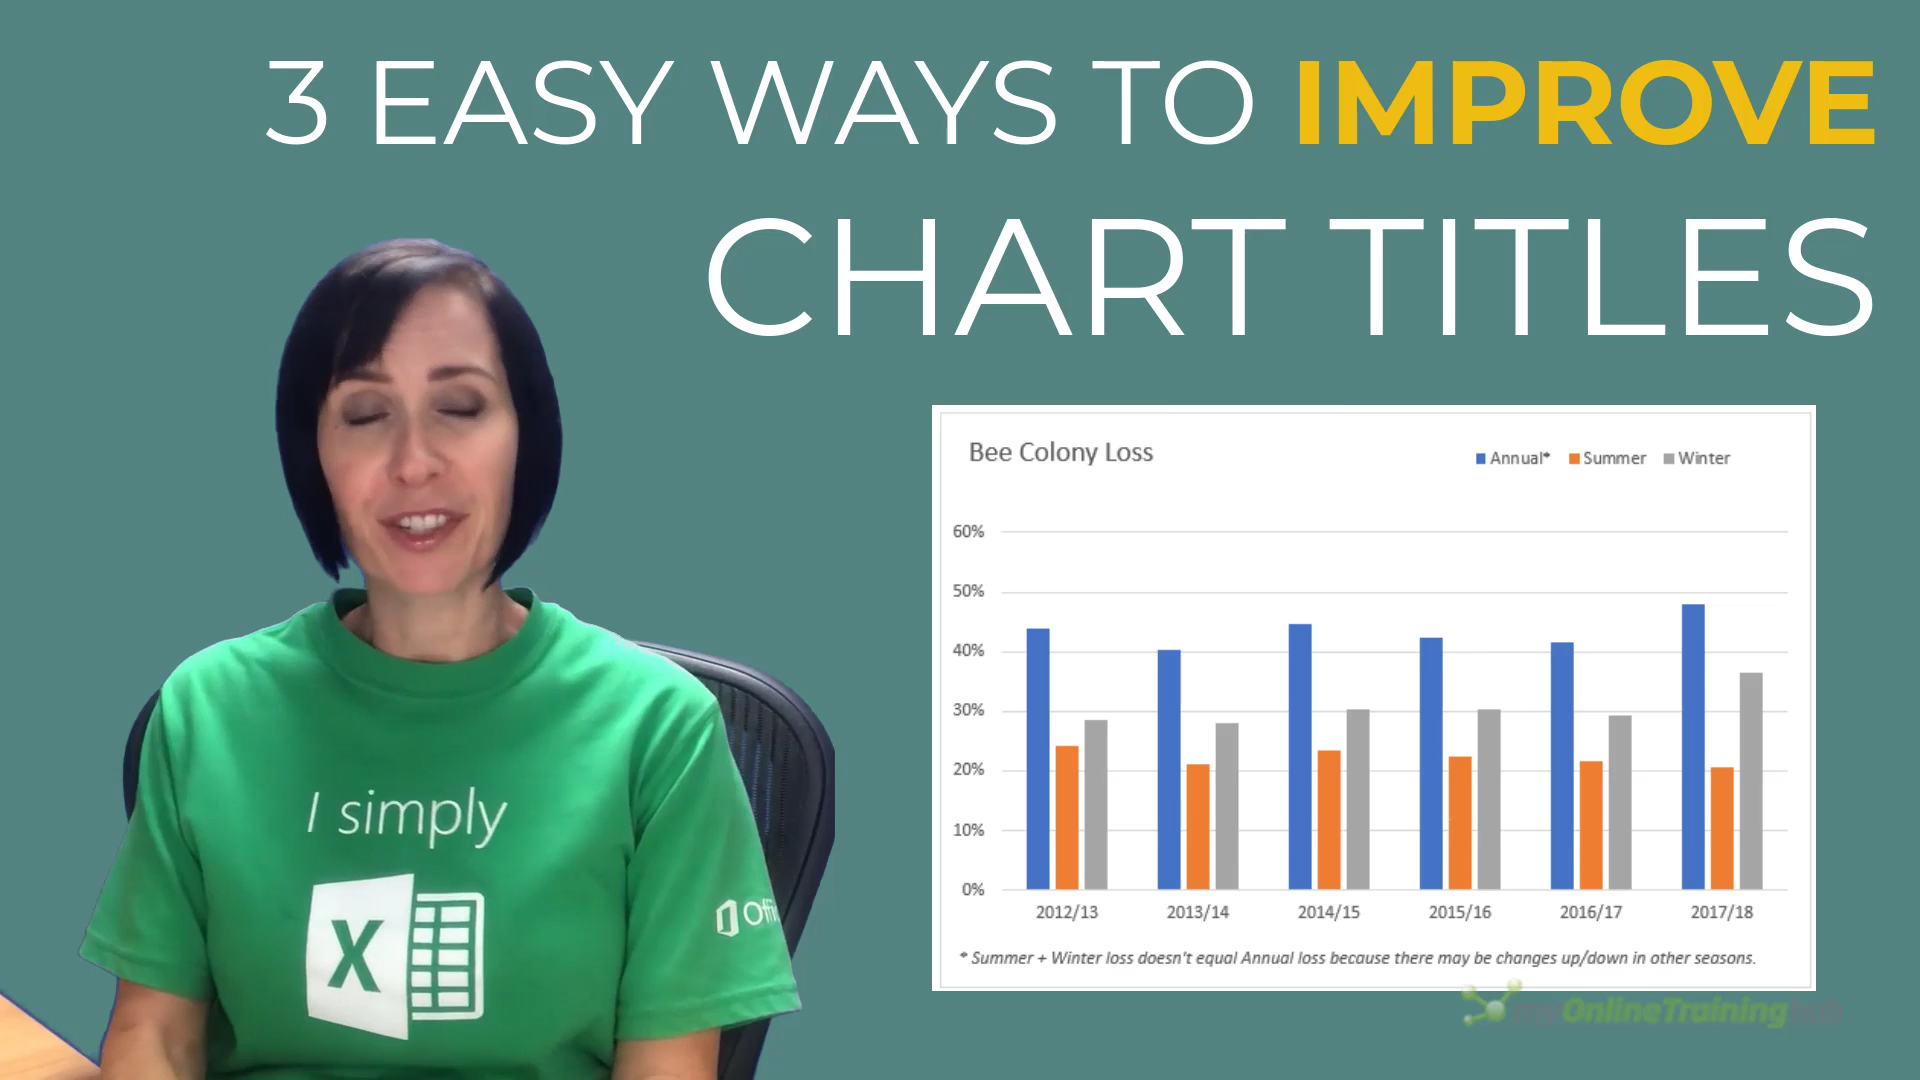 3 EASY WAYS TO IMPROVE
CHART TITLES
Bee Colony Loss
Annual* Summer Winter
60%
50%
40%
30%
20%
10%
0%
2012/13 2013/14 2014/15 2015/16 2016/17 2017/18
* Summer + Winter loss doesn't equal Annual loss because there may be changes up/down in other seasons.
I simply
X
Offi
myOnlineTrainingHub